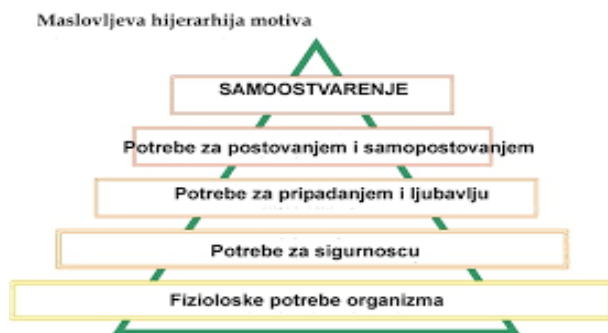 Maslovljeva hijerarhija motiva
SAMOOSTVARENJE
Potrebe za postovanjem i samopostovanjem
Potrebe za pripadanjem i ljubavlju
Potrebe za sigurnoscu
Fizioloske potrebe organizma